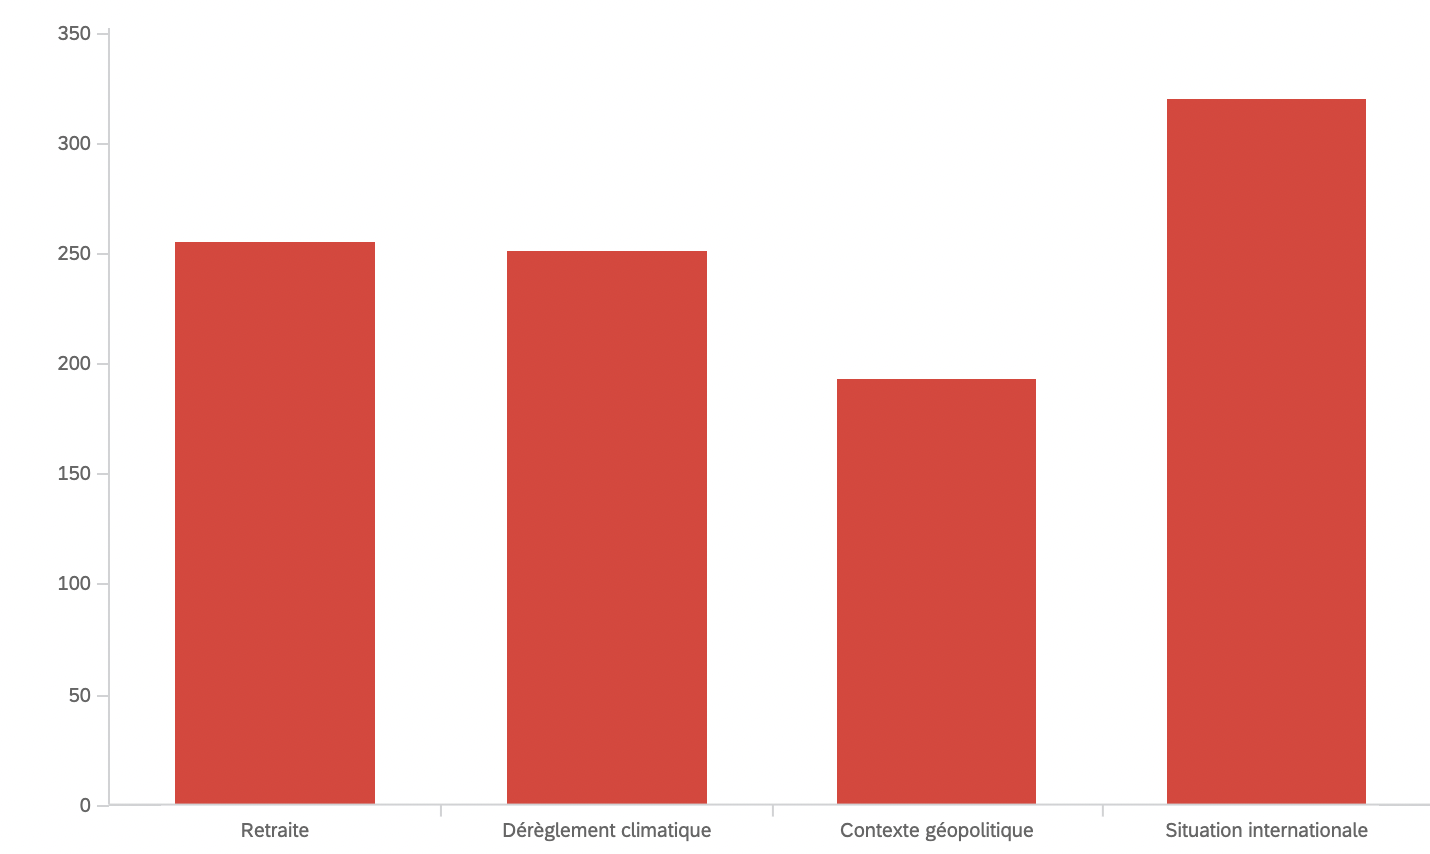 350
300
250
200
150
100
50
0
Retraite
Dérèglement climatique
Contexte géopolitique
Situation internationale